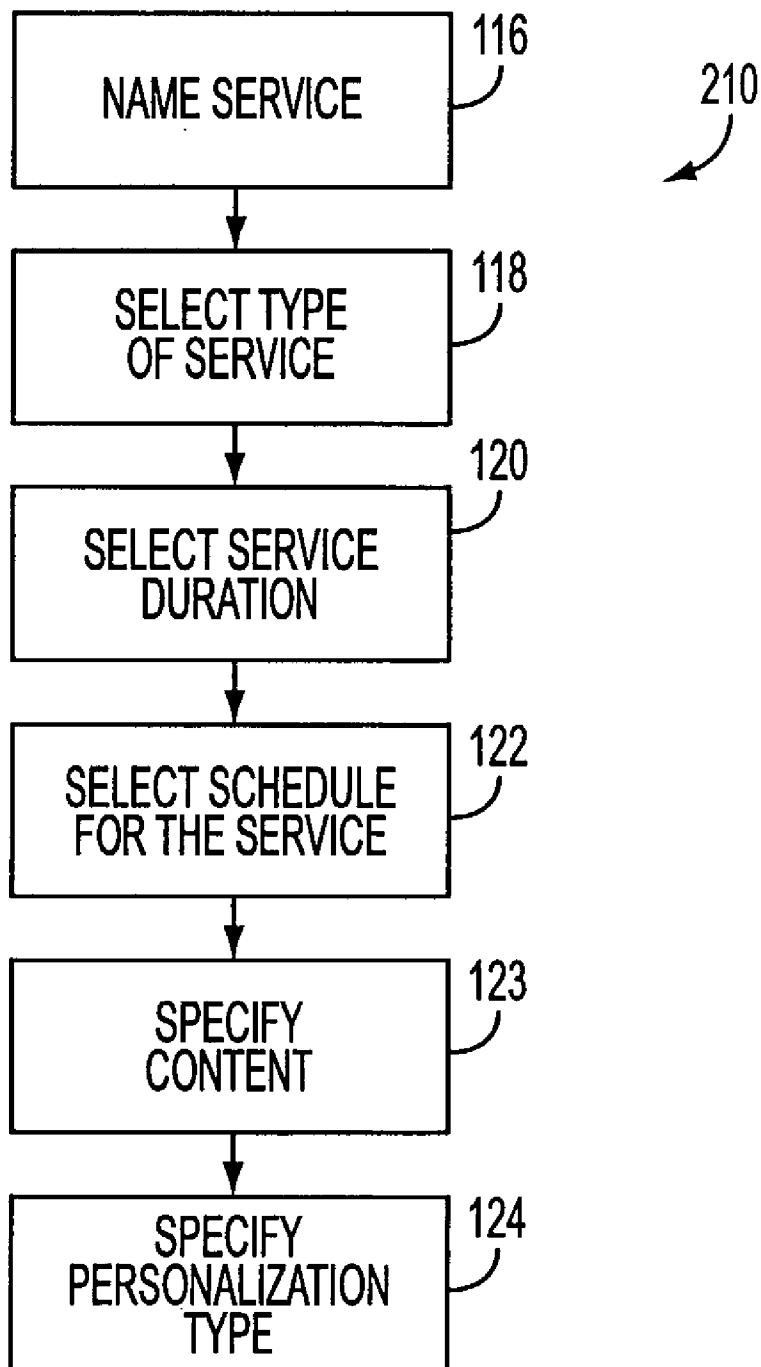 NAME SERVICE
116
210
SELECT TYPE
OF SERVICE
118
SELECT SERVICE
DURATION
120
SELECT SCHEDULE
FOR THE SERVICE
122
SPECIFY
CONTENT
123
SPECIFY
PERSONALIZATION
TYPE
124